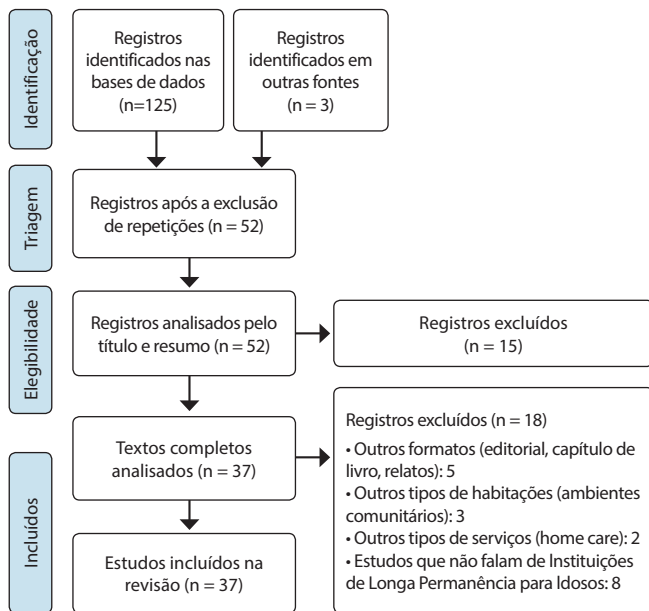 Identificação
Registros
identificados nas
bases de dados
(n=125)
Registros
identificados em
outras fontes
(n = 3)
Triagem
Registros após a exclusão
de repetições (n = 52)
Elegibilidade
Registros analisados pelo
título e resumo (n = 52)
Registros excluídos
(n = 15)
Incluídos
Textos completos
analisados (n = 37)
Registros excluídos (n = 18)
• Outros formatos (editorial, capítulo de
livro, relatos): 5
• Outros tipos de habitações (ambientes
comunitários): 3
• Outros tipos de serviços (home care): 2
• Estudos que não falam de Instituições
de Longa Permanência para Idosos: 8
Estudos incluídos na
revisão (n = 37)